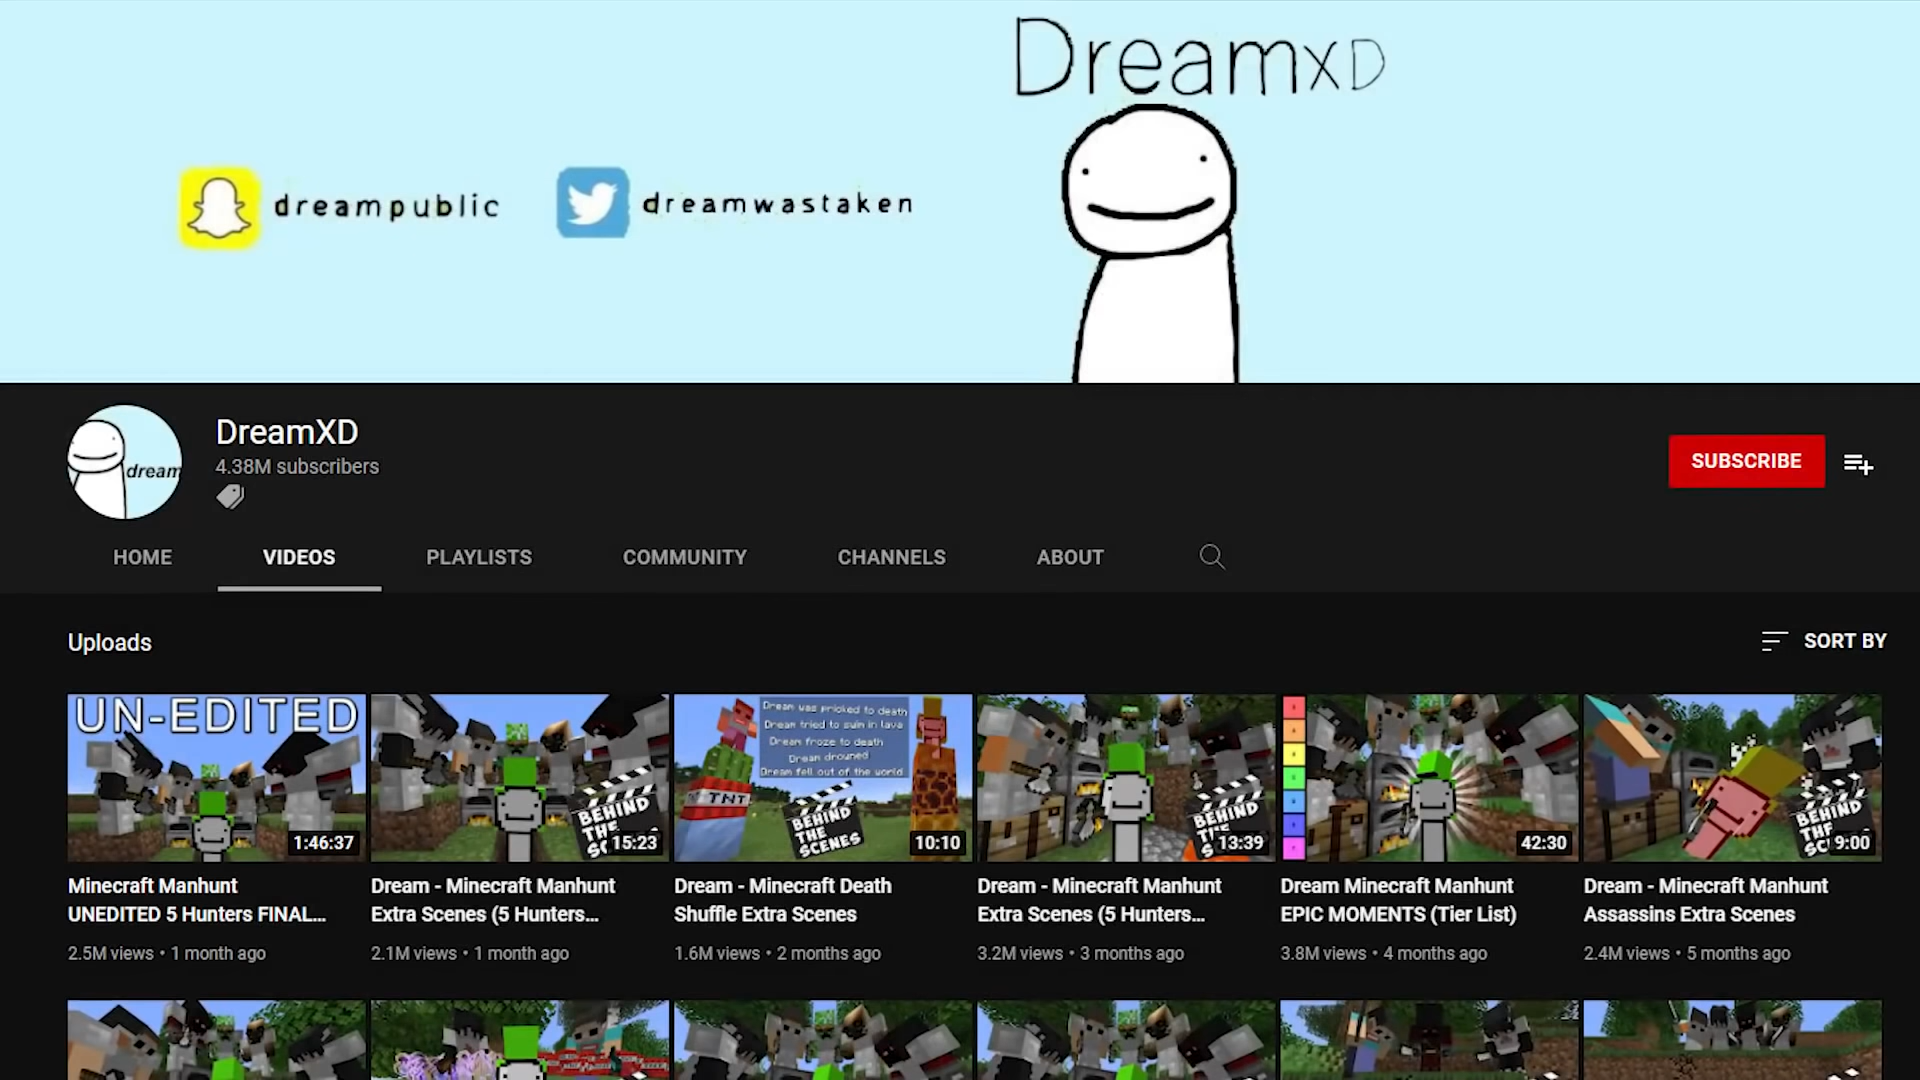 DreamXD
dreampublic
dreamwastaken
dream
DreamXD
4.38M subscribers
SUBSCRIBE
HOME
VIDEOS
PLAYLISTS
COMMUNITY
CHANNELS
ABOUT
Uploads
SORT BY
UN-EDITED
1:46:37
BEHIND
THE
15:23
Dream was pricked to death
Dream tried to swim in lava
Dream froze to death
Dream drowned
Dream fell out of the world
TNT
BEHIND
THE
SCENES
10:10
BEHIND
THE
13:39
42:30
BEHIND
THE
9:00
Minecraft Manhunt
UNEDITED 5 Hunters FINAL...
2.5M views • 1 month ago
Dream - Minecraft Manhunt
Extra Scenes (5 Hunters...
2.1M views • 1 month ago
Dream - Minecraft Death
Shuffle Extra Scenes
1.6M views • 2 months ago
Dream - Minecraft Manhunt
Extra Scenes (5 Hunters...
3.2M views • 3 months ago
Dream Minecraft Manhunt
EPIC MOMENTS (Tier List)
3.8M views • 4 months ago
Dream - Minecraft Manhunt
Assassins Extra Scenes
2.4M views • 5 months ago